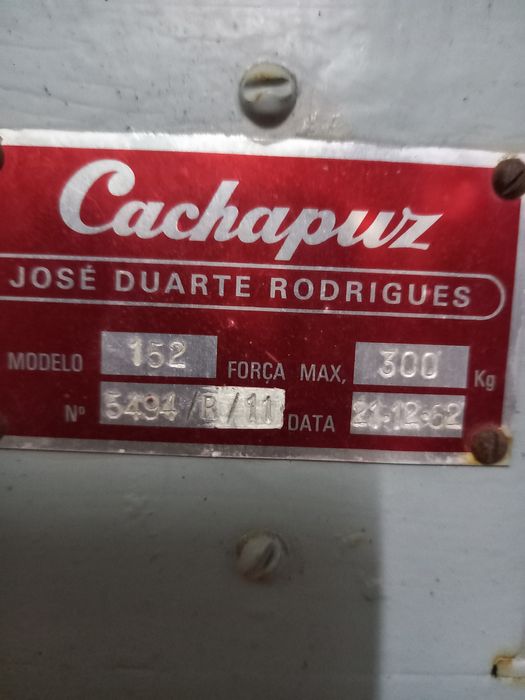 Cachapuz
JOSÉ DUARTE RODRIGUES
MODELO 152 FORÇA MAX, 300 Kg
Nº 5494/R/11 DATA 21·12·62